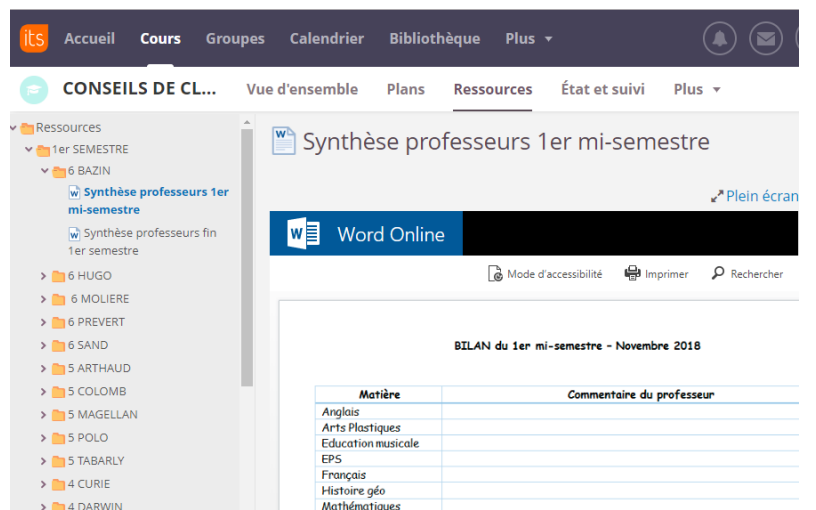 its Accueil Cours Groupes Calendrier Bibliothèque Plus
CONSEILS DE CL... Vue d'ensemble Plans Ressources État et suivi Plus
Ressources
1er SEMESTRE
6 BAZIN
Synthèse professeurs 1er
mi-semestre
Synthèse professeurs fin
1er semestre
6 HUGO
6 MOLIERE
6 PREVERT
6 SAND
5 ARTHAUD
5 COLOMB
5 MAGELLAN
5 POLO
5 TABARLY
4 CURIE
4 DARWIN
Synthèse professeurs 1er mi-semestre
Plein écran
Word Online
Mode d'accessibilité Imprimer Rechercher
BILAN du 1er mi-semestre – Novembre 2018
Matière Commentaire du professeur
Anglais
Arts Plastiques
Education musicale
EPS
Français
Histoire géo
Mathématiques